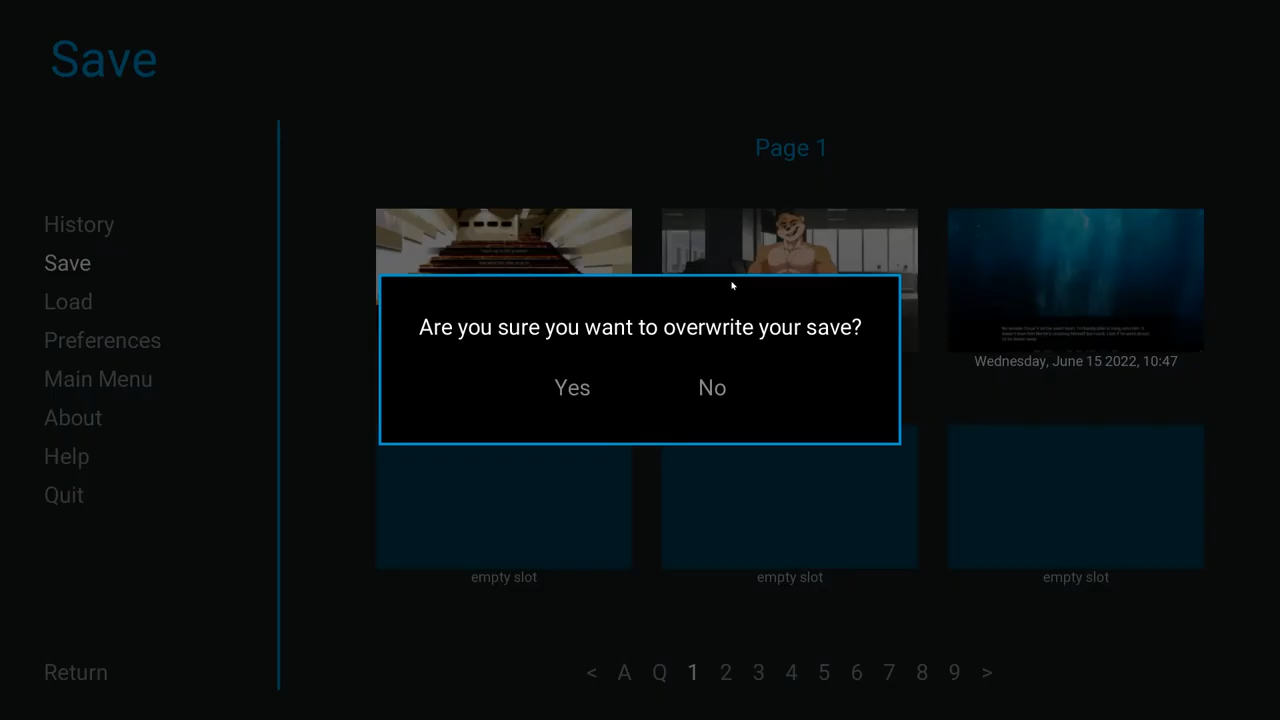 Save
Page 1
History
Save
Load
Preferences
Main Menu
About
Help
Quit
Are you sure you want to overwrite your save?
Yes No
Wednesday, June 15 2022, 10:47
empty slot empty slot empty slot
Return
< A Q 1 2 3 4 5 6 7 8 9 >